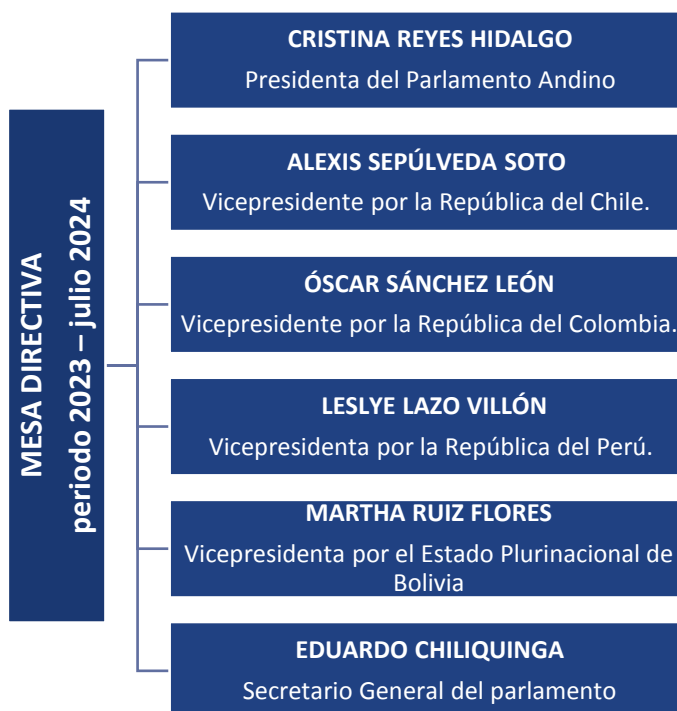 MESA DIRECTIVA
periodo 2023 – julio 2024
CRISTINA REYES HIDALGO
Presidenta del Parlamento Andino
ALEXIS SEPÚLVEDA SOTO
Vicepresidente por la República del Chile.
ÓSCAR SÁNCHEZ LEÓN
Vicepresidente por la República del Colombia.
LESLYE LAZO VILLÓN
Vicepresidenta por la República del Perú.
MARTHA RUIZ FLORES
Vicepresidenta por el Estado Plurinacional de
Bolivia
EDUARDO CHILIQUINGA
Secretario General del parlamento